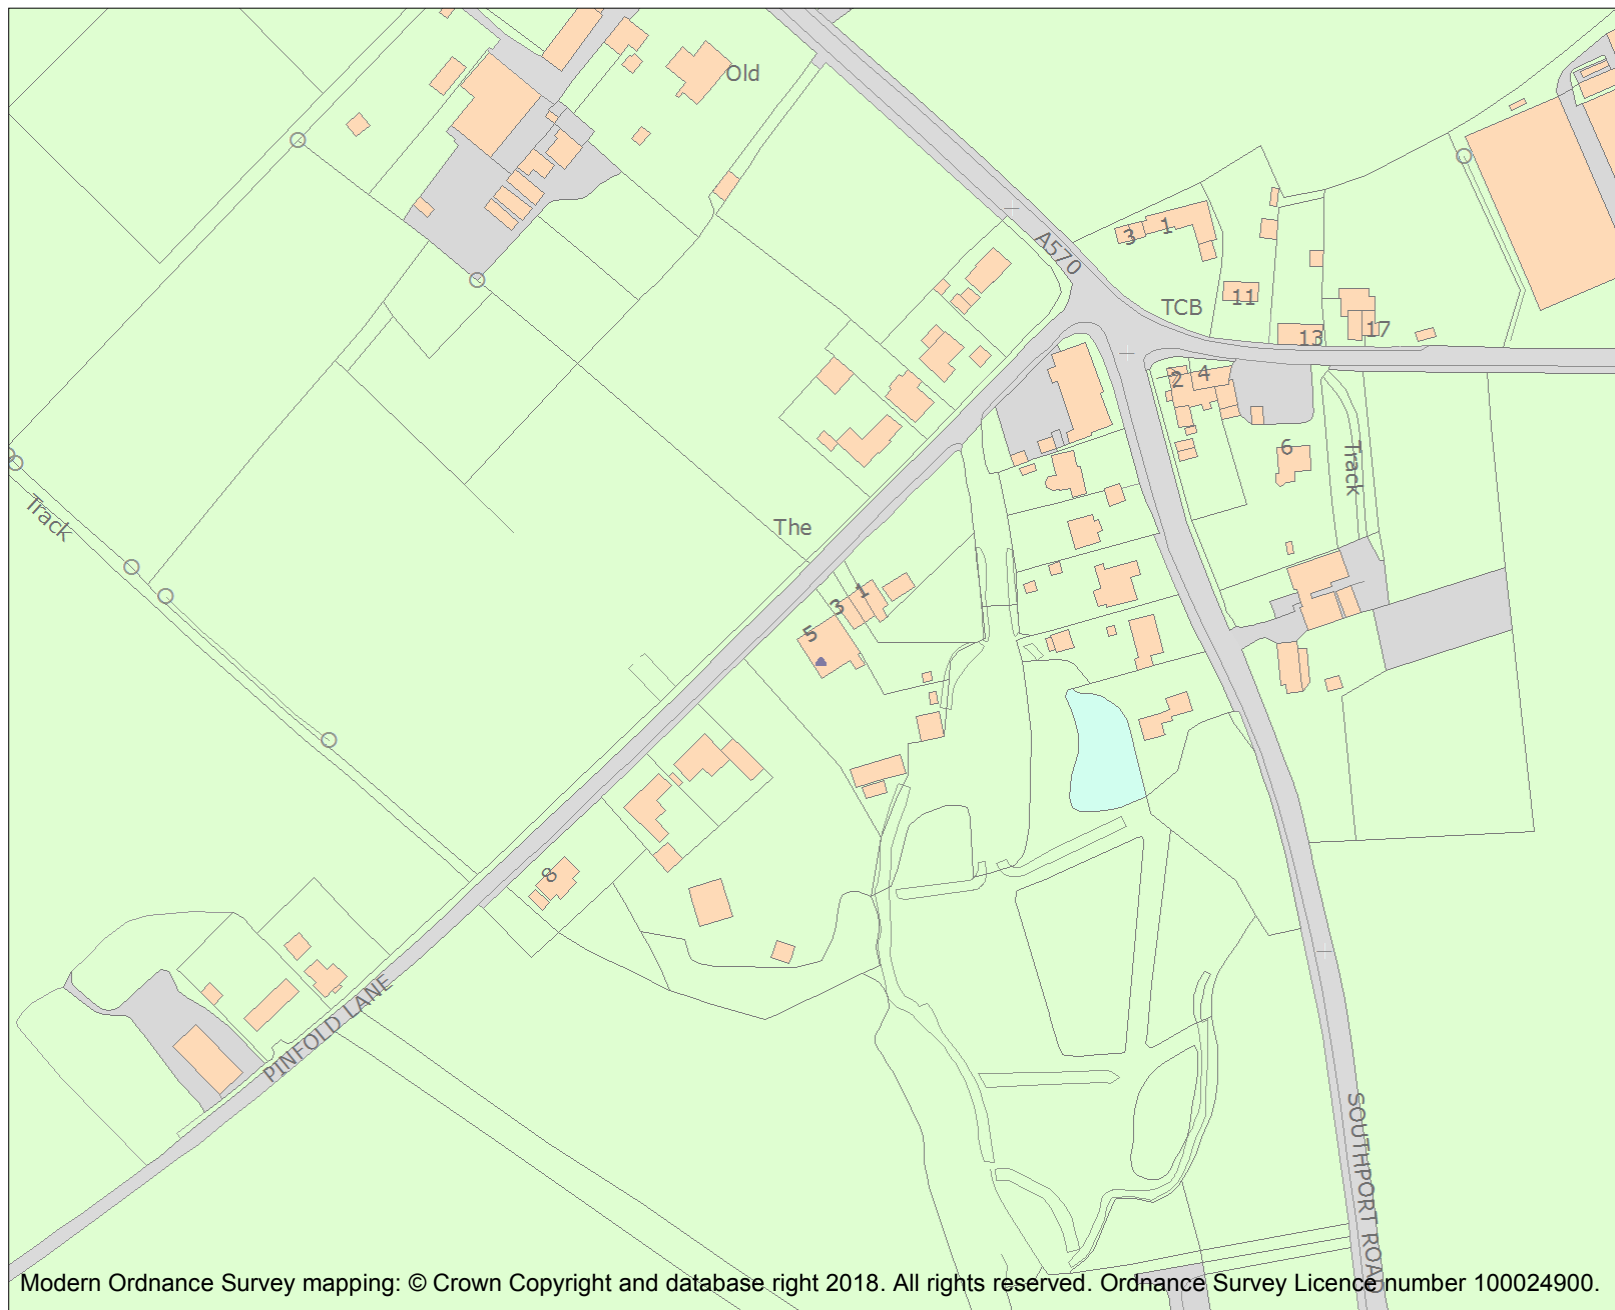 Old
A570
3
1
TCB
11
13
17
2
4
6
Track
Track
The
3
1
5
8
PINFOLD LANE
SOUTHPORT ROAD
Modern Ordnance Survey mapping: © Crown Copyright and database right 2018. All rights reserved. Ordnance Survey Licence number 100024900.